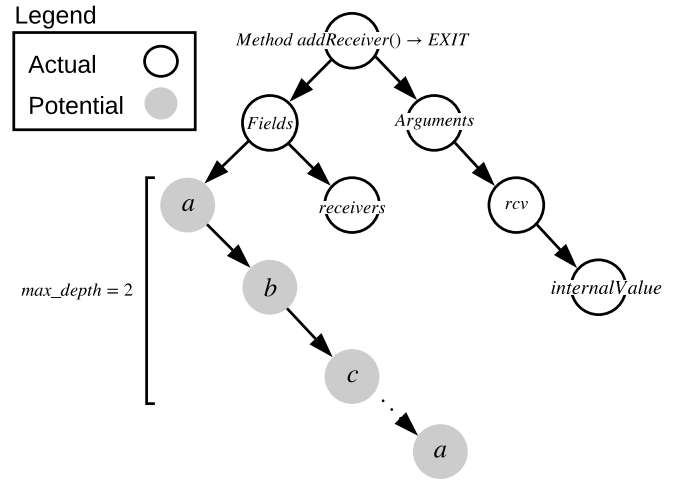 Legend
Actual
Potential
Method addReceiver() → EXIT
Fields
Arguments
a
receivers
rcv
max_depth = 2
b
internalValue
c
a